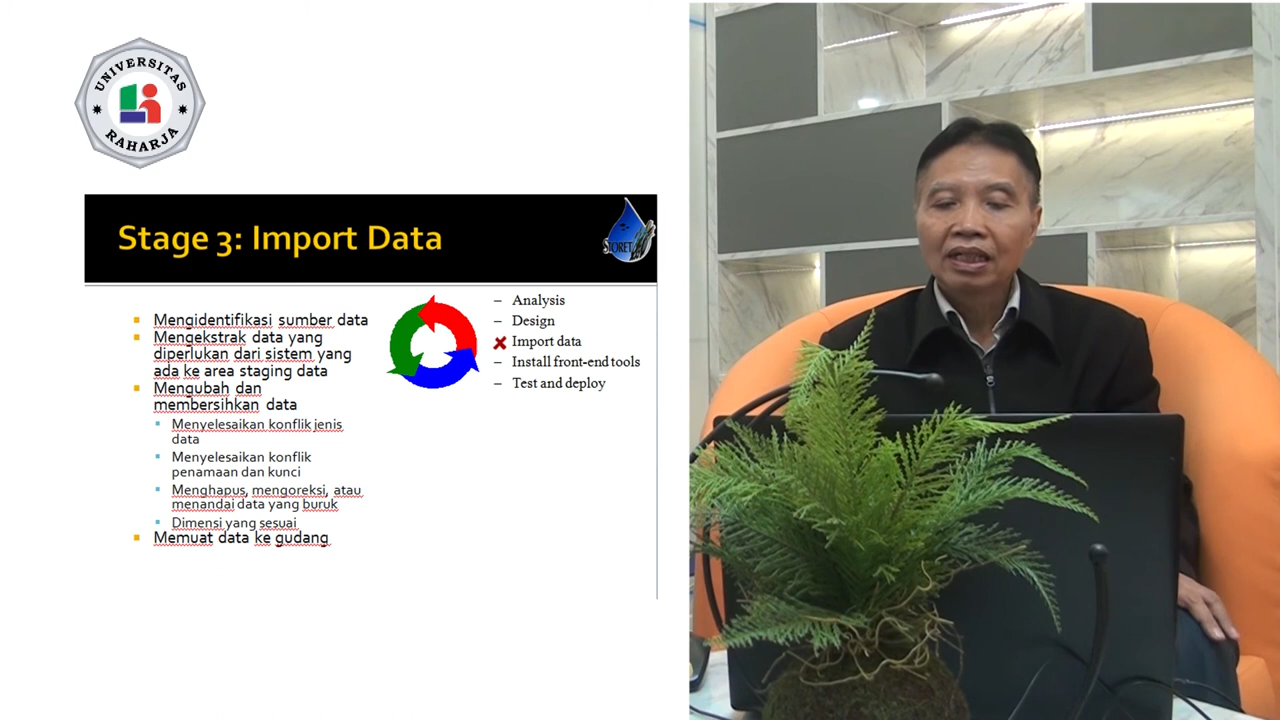 UNIVERSITAS
RAHARJA
Stage 3: Import Data
STORET
Mengidentifikasi sumber data
Mengekstrak data yang
diperlukan dari sistem yang
ada ke area staging data
Mengubah dan
membersihkan data
Menyelesaikan konflik jenis
data
Menyelesaikan konflik
penamaan dan kunci
Menghapus, mengoreksi, atau
menandai data yang buruk
Dimensi yang sesuai
Memuat data ke gudang
– Analysis
– Design
Import data
– Install front-end tools
– Test and deploy